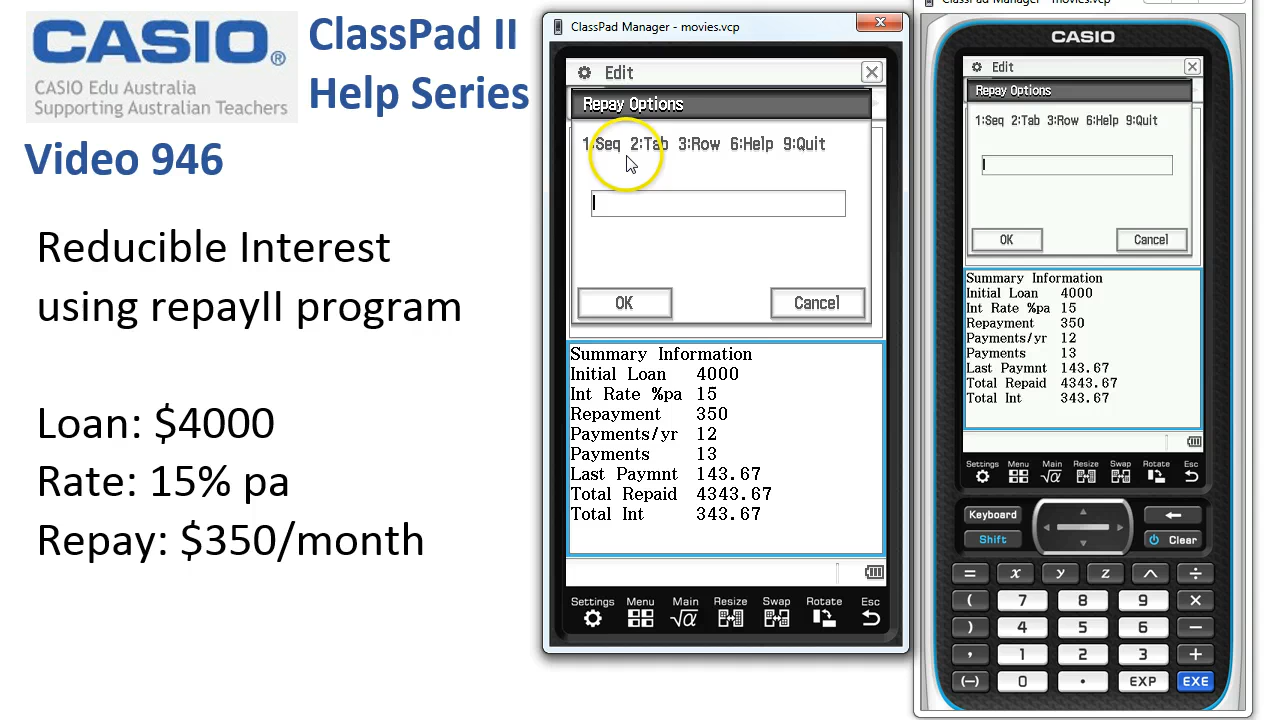 CASIO®
CASIO Edu Australia
Supporting Australian Teachers
ClassPad II
Help Series
Video 946
Reducible Interest
using repayII program
Loan: $4000
Rate: 15% pa
Repay: $350/month
ClassPad Manager - movies.vcp
Edit
Repay Options
1:Seq 2:Tab 3:Row 6:Help 9:Quit
OK Cancel
Summary Information
Initial Loan 4000
Int Rate %pa 15
Repayment 350
Payments/yr 12
Payments 13
Last Paymnt 143.67
Total Repaid 4343.67
Total Int 343.67
Settings Menu Main Resize Swap Rotate Esc
√α
ClassPad Manager - movies.vcp
CASIO
Edit
Repay Options
1:Seq 2:Tab 3:Row 6:Help 9:Quit
OK Cancel
Summary Information
Initial Loan 4000
Int Rate %pa 15
Repayment 350
Payments/yr 12
Payments 13
Last Paymnt 143.67
Total Repaid 4343.67
Total Int 343.67
Settings Menu Main Resize Swap Rotate Esc
√α
Keyboard
Shift Clear
= x y z ^ ÷
( 7 8 9 ×
) 4 5 6 −
, 1 2 3 +
(−) 0 • EXP EXE